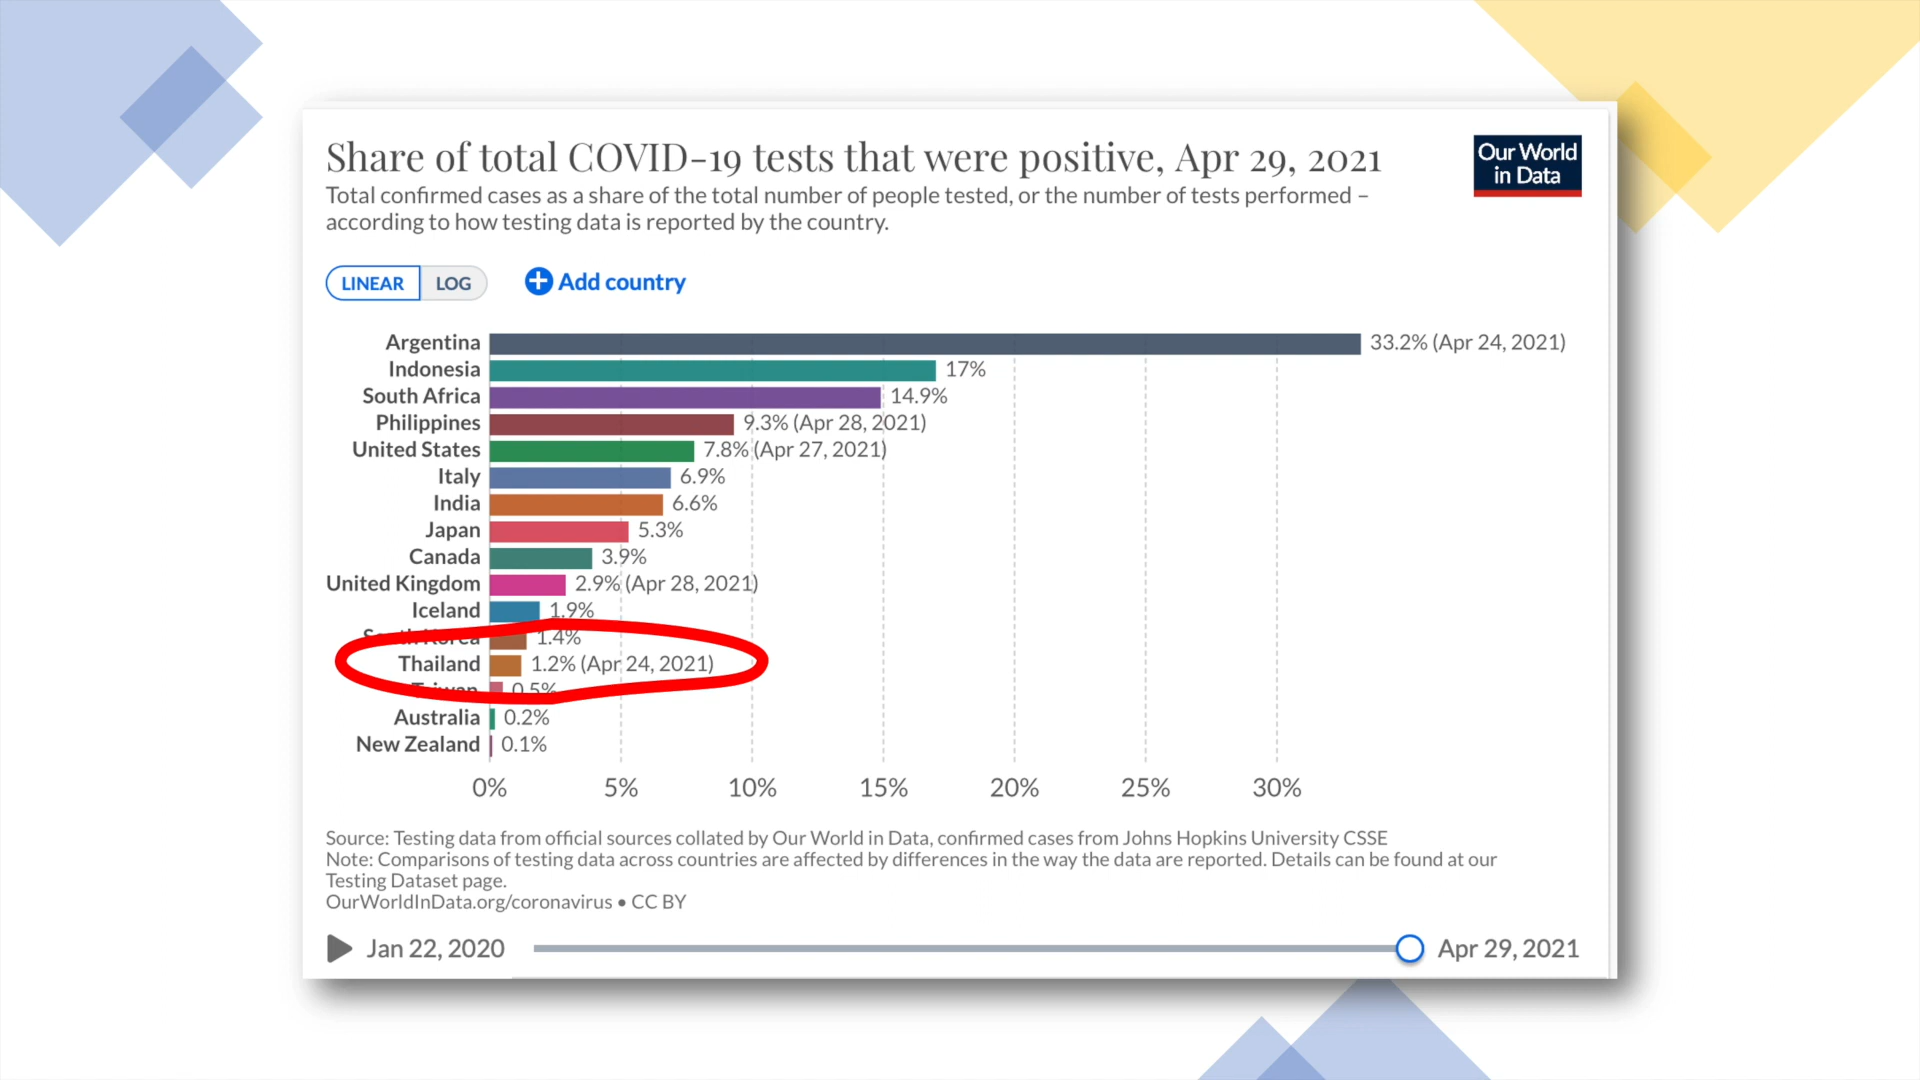 Share of total COVID-19 tests that were positive, Apr 29, 2021
Our World
in Data
Total confirmed cases as a share of the total number of people tested, or the number of tests performed –
according to how testing data is reported by the country.
LINEAR LOG
Add country
Argentina 33.2% (Apr 24, 2021)
Indonesia 17%
South Africa 14.9%
Philippines 9.3% (Apr 28, 2021)
United States 7.8% (Apr 27, 2021)
Italy 6.9%
India 6.6%
Japan 5.3%
Canada 3.9%
United Kingdom 2.9% (Apr 28, 2021)
Iceland 1.9%
South Korea 1.4%
Thailand 1.2% (Apr 24, 2021)
Taiwan 0.5%
Australia 0.2%
New Zealand 0.1%
0% 5% 10% 15% 20% 25% 30%
Source: Testing data from official sources collated by Our World in Data, confirmed cases from Johns Hopkins University CSSE
Note: Comparisons of testing data across countries are affected by differences in the way the data are reported. Details can be found at our
Testing Dataset page.
OurWorldInData.org/coronavirus • CC BY
Jan 22, 2020 Apr 29, 2021